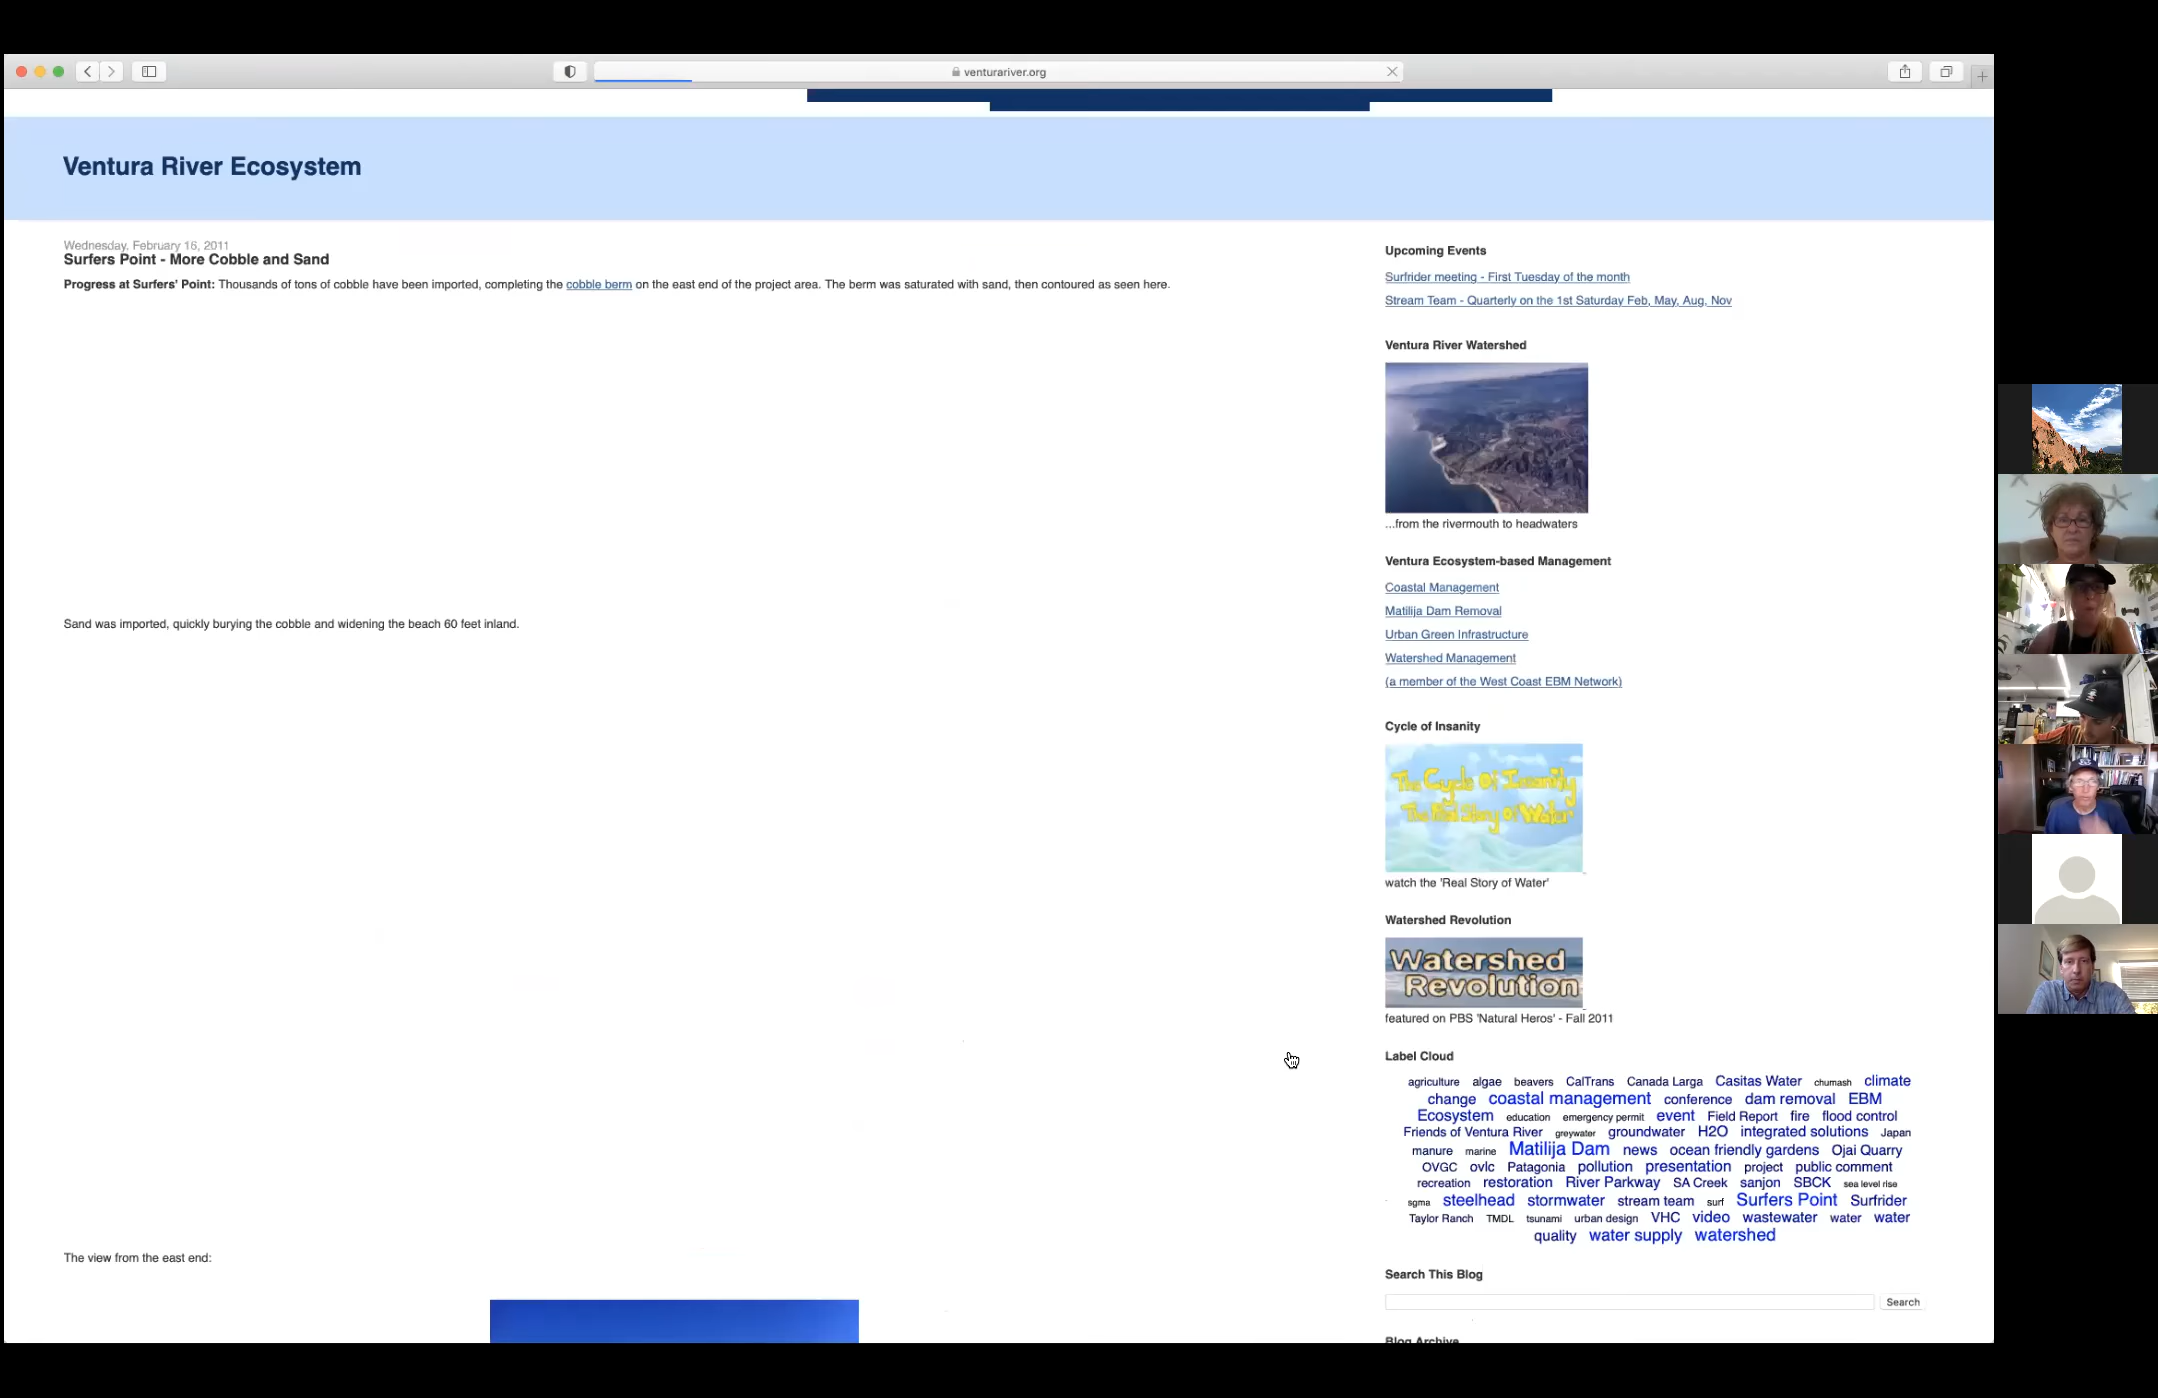 venturariver.org
Ventura River Ecosystem
Wednesday, February 16, 2011
Surfers Point - More Cobble and Sand
Progress at Surfers' Point: Thousands of tons of cobble have been imported, completing the cobble berm on the east end of the project area. The berm was saturated with sand, then contoured as seen here.
Sand was imported, quickly burying the cobble and widening the beach 60 feet inland.
The view from the east end:
Upcoming Events
Surfrider meeting - First Tuesday of the month
Stream Team - Quarterly on the 1st Saturday Feb, May, Aug, Nov
Ventura River Watershed
...from the rivermouth to headwaters
Ventura Ecosystem-based Management
Coastal Management
Matilija Dam Removal
Urban Green Infrastructure
Watershed Management
(a member of the West Coast EBM Network)
Cycle of Insanity
The Cycle Of Insanity
The Real Story Of Water
watch the 'Real Story of Water'
Watershed Revolution
Watershed
Revolution
featured on PBS 'Natural Heros' - Fall 2011
Label Cloud
agriculture algae beavers CalTrans Canada Larga Casitas Water chumash climate
change coastal management conference dam removal EBM
Ecosystem education emergency permit event Field Report fire flood control
Friends of Ventura River greywater groundwater H2O integrated solutions Japan
manure marine Matilija Dam news ocean friendly gardens Ojai Quarry
OVGC ovlc Patagonia pollution presentation project public comment
recreation restoration River Parkway SA Creek sanjon SBCK sea level rise
sgma steelhead stormwater stream team surf Surfers Point Surfrider
Taylor Ranch TMDL tsunami urban design VHC video wastewater water water
quality water supply watershed
Search This Blog
Search
Blog Archive